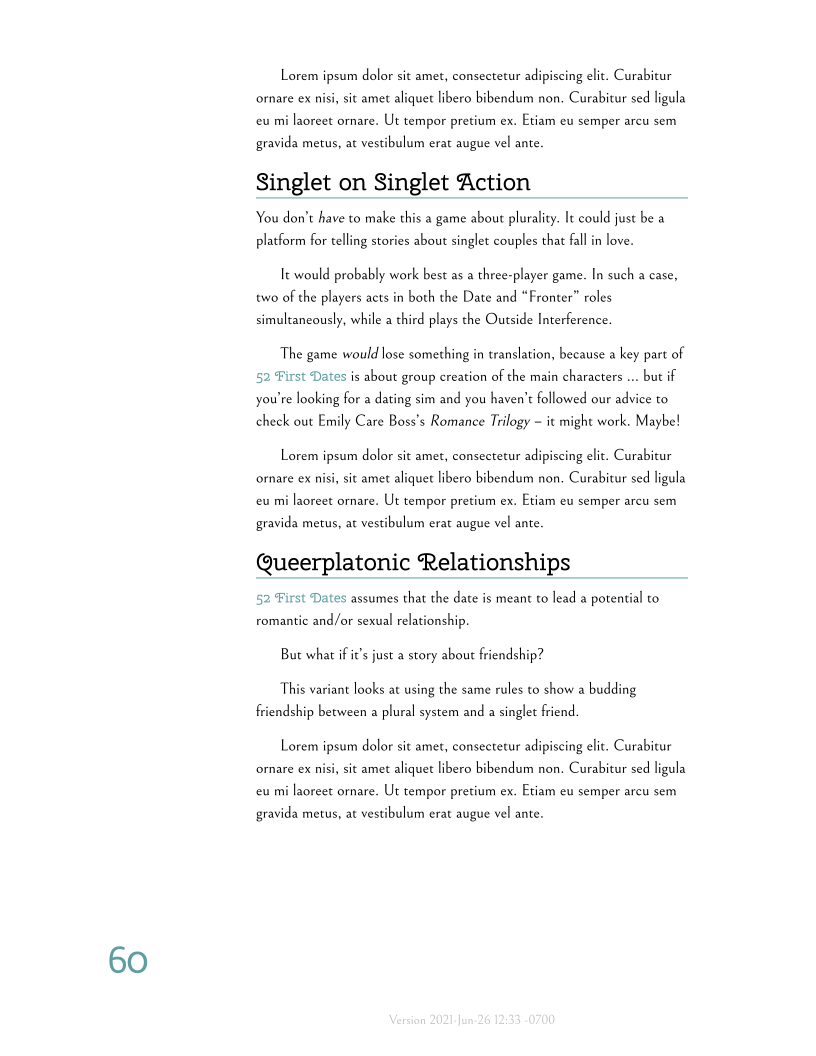 Lorem ipsum dolor sit amet, consectetur adipiscing elit. Curabitur
ornare ex nisi, sit amet aliquet libero bibendum non. Curabitur sed ligula
eu mi laoreet ornare. Ut tempor pretium ex. Etiam eu semper arcu sem
gravida metus, at vestibulum erat augue vel ante.
Singlet on Singlet Action
You don’t have to make this a game about plurality. It could just be a
platform for telling stories about singlet couples that fall in love.
It would probably work best as a three-player game. In such a case,
two of the players acts in both the Date and “Fronter” roles
simultaneously, while a third plays the Outside Interference.
The game would lose something in translation, because a key part of
52 First Dates is about group creation of the main characters … but if
you’re looking for a dating sim and you haven’t followed our advice to
check out Emily Care Boss’s Romance Trilogy – it might work. Maybe!
Lorem ipsum dolor sit amet, consectetur adipiscing elit. Curabitur
ornare ex nisi, sit amet aliquet libero bibendum non. Curabitur sed ligula
eu mi laoreet ornare. Ut tempor pretium ex. Etiam eu semper arcu sem
gravida metus, at vestibulum erat augue vel ante.
Queerplatonic Relationships
52 First Dates assumes that the date is meant to lead a potential to
romantic and/or sexual relationship.
But what if it’s just a story about friendship?
This variant looks at using the same rules to show a budding
friendship between a plural system and a singlet friend.
Lorem ipsum dolor sit amet, consectetur adipiscing elit. Curabitur
ornare ex nisi, sit amet aliquet libero bibendum non. Curabitur sed ligula
eu mi laoreet ornare. Ut tempor pretium ex. Etiam eu semper arcu sem
gravida metus, at vestibulum erat augue vel ante.
60
Version 2021-Jun-26 12:33 -0700